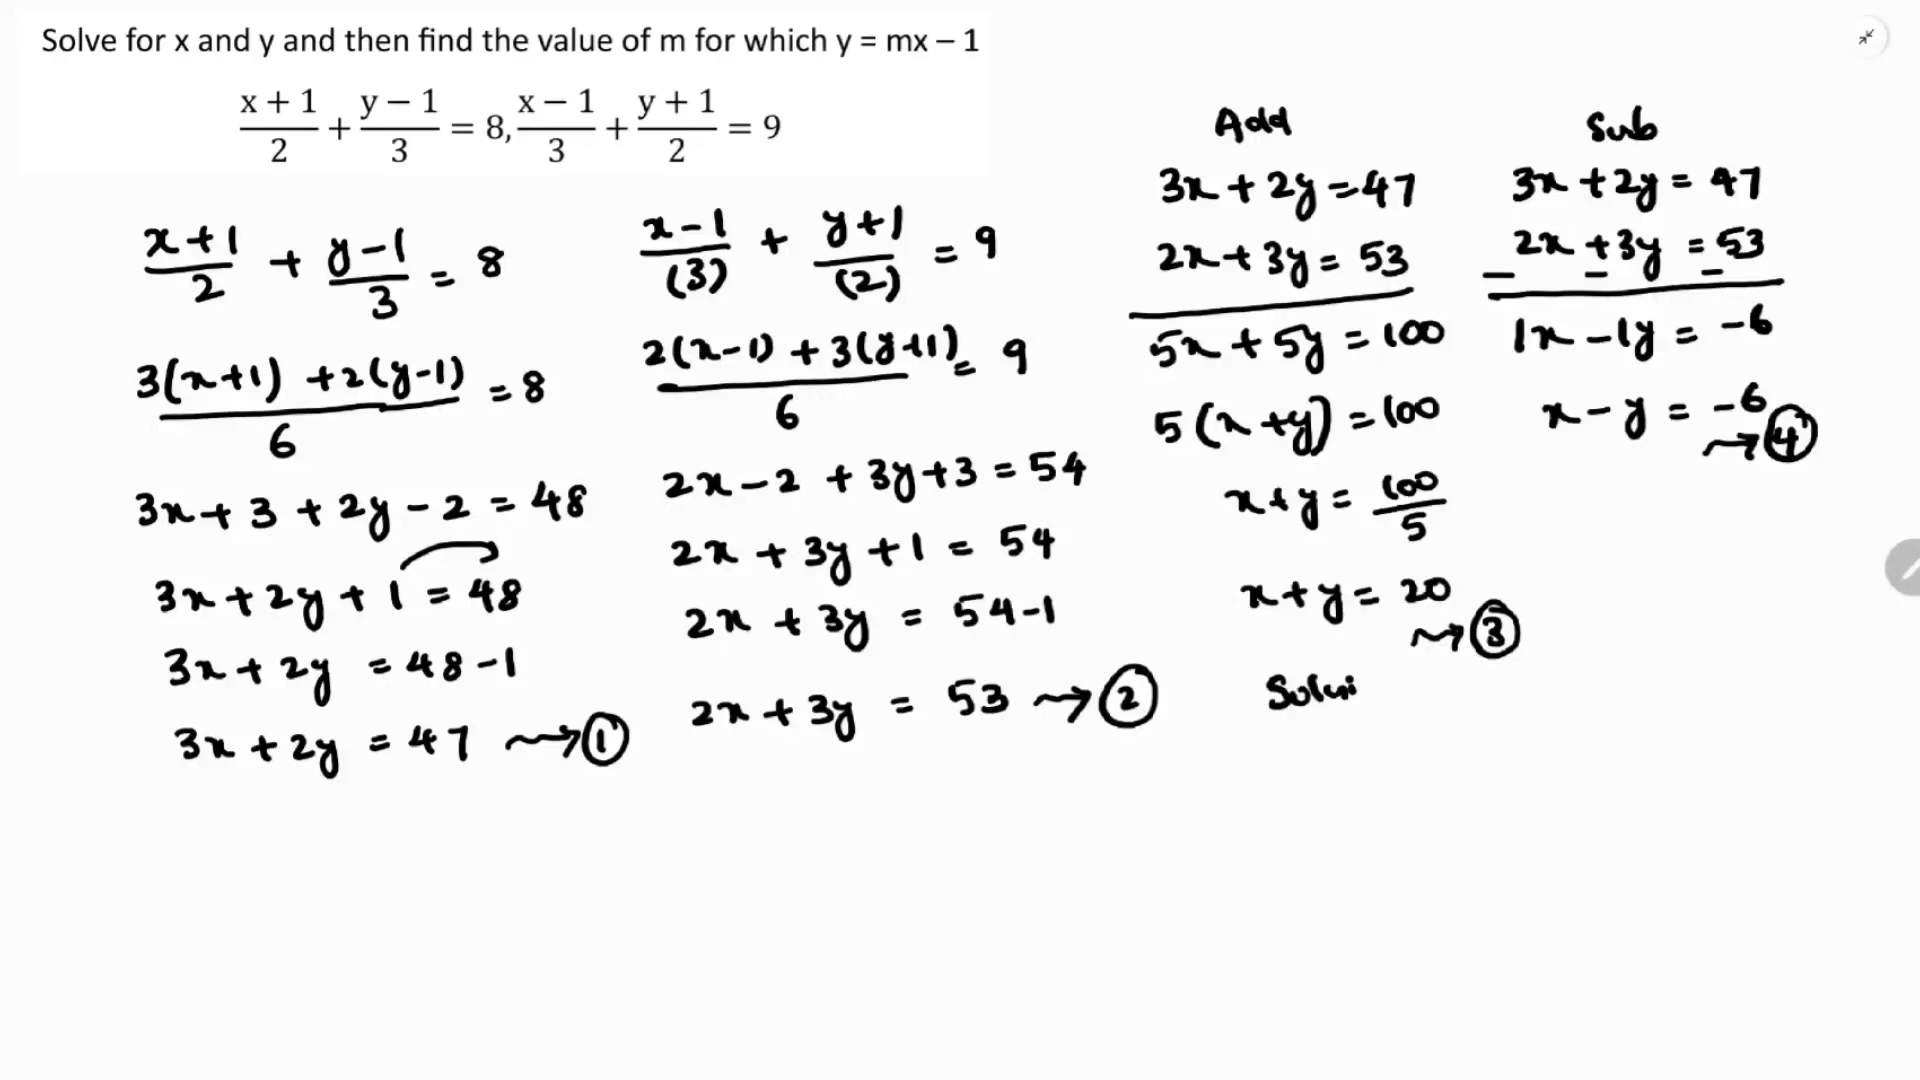 Solve for x and y and then find the value of m for which y = mx – 1
(x + 1)/2 + (y − 1)/3 = 8, (x − 1)/3 + (y + 1)/2 = 9
(x+1)/2 + (y-1)/3 = 8
(3(x+1) + 2(y-1))/6 = 8
3x + 3 + 2y - 2 = 48
3x + 2y + 1 = 48
3x + 2y = 48 - 1
3x + 2y = 47 → ①
(x-1)/(3) + (y+1)/(2) = 9
(2(x-1) + 3(y+1))/6 = 9
2x - 2 + 3y + 3 = 54
2x + 3y + 1 = 54
2x + 3y = 54-1
2x + 3y = 53 → ②
Add
3x + 2y = 47
2x + 3y = 53
5x + 5y = 100
5(x+y) = 100
x+y = 100/5
x+y = 20
→ ③
Solvi
Sub
3x + 2y = 47
2x + 3y = 53
- - -
1x - 1y = -6
x - y = -6
→ ④